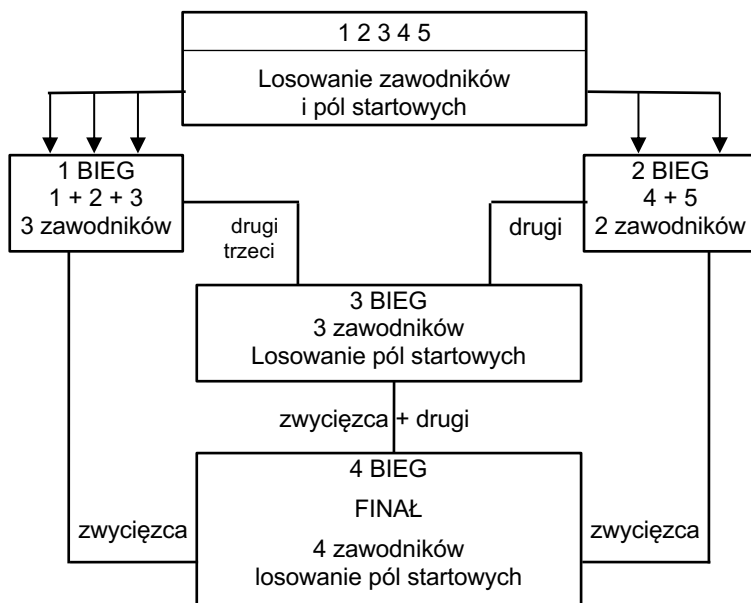 1 2 3 4 5
Losowanie zawodników
i pól startowych
1 BIEG
1 + 2 + 3
3 zawodników
2 BIEG
4 + 5
2 zawodników
drugi
trzeci
drugi
3 BIEG
3 zawodników
Losowanie pól startowych
zwycięzca + drugi
4 BIEG
FINAŁ
4 zawodników
losowanie pól startowych
zwycięzca
zwycięzca